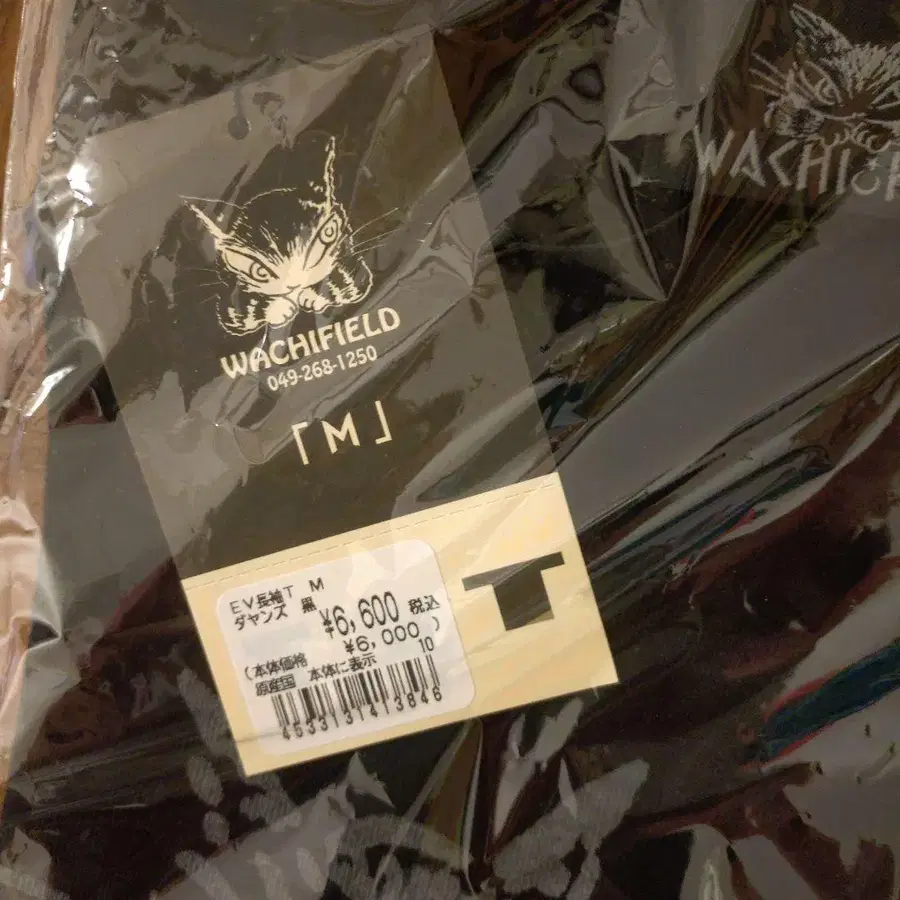 WACHIFIELD
049-268-1250
「M」
WACHI
EV長袖T M
ダヤンズ 黒
¥6,600 税込
(本体価格 ¥6,000 )
原産国 本体に表示 10
4533131413846
T